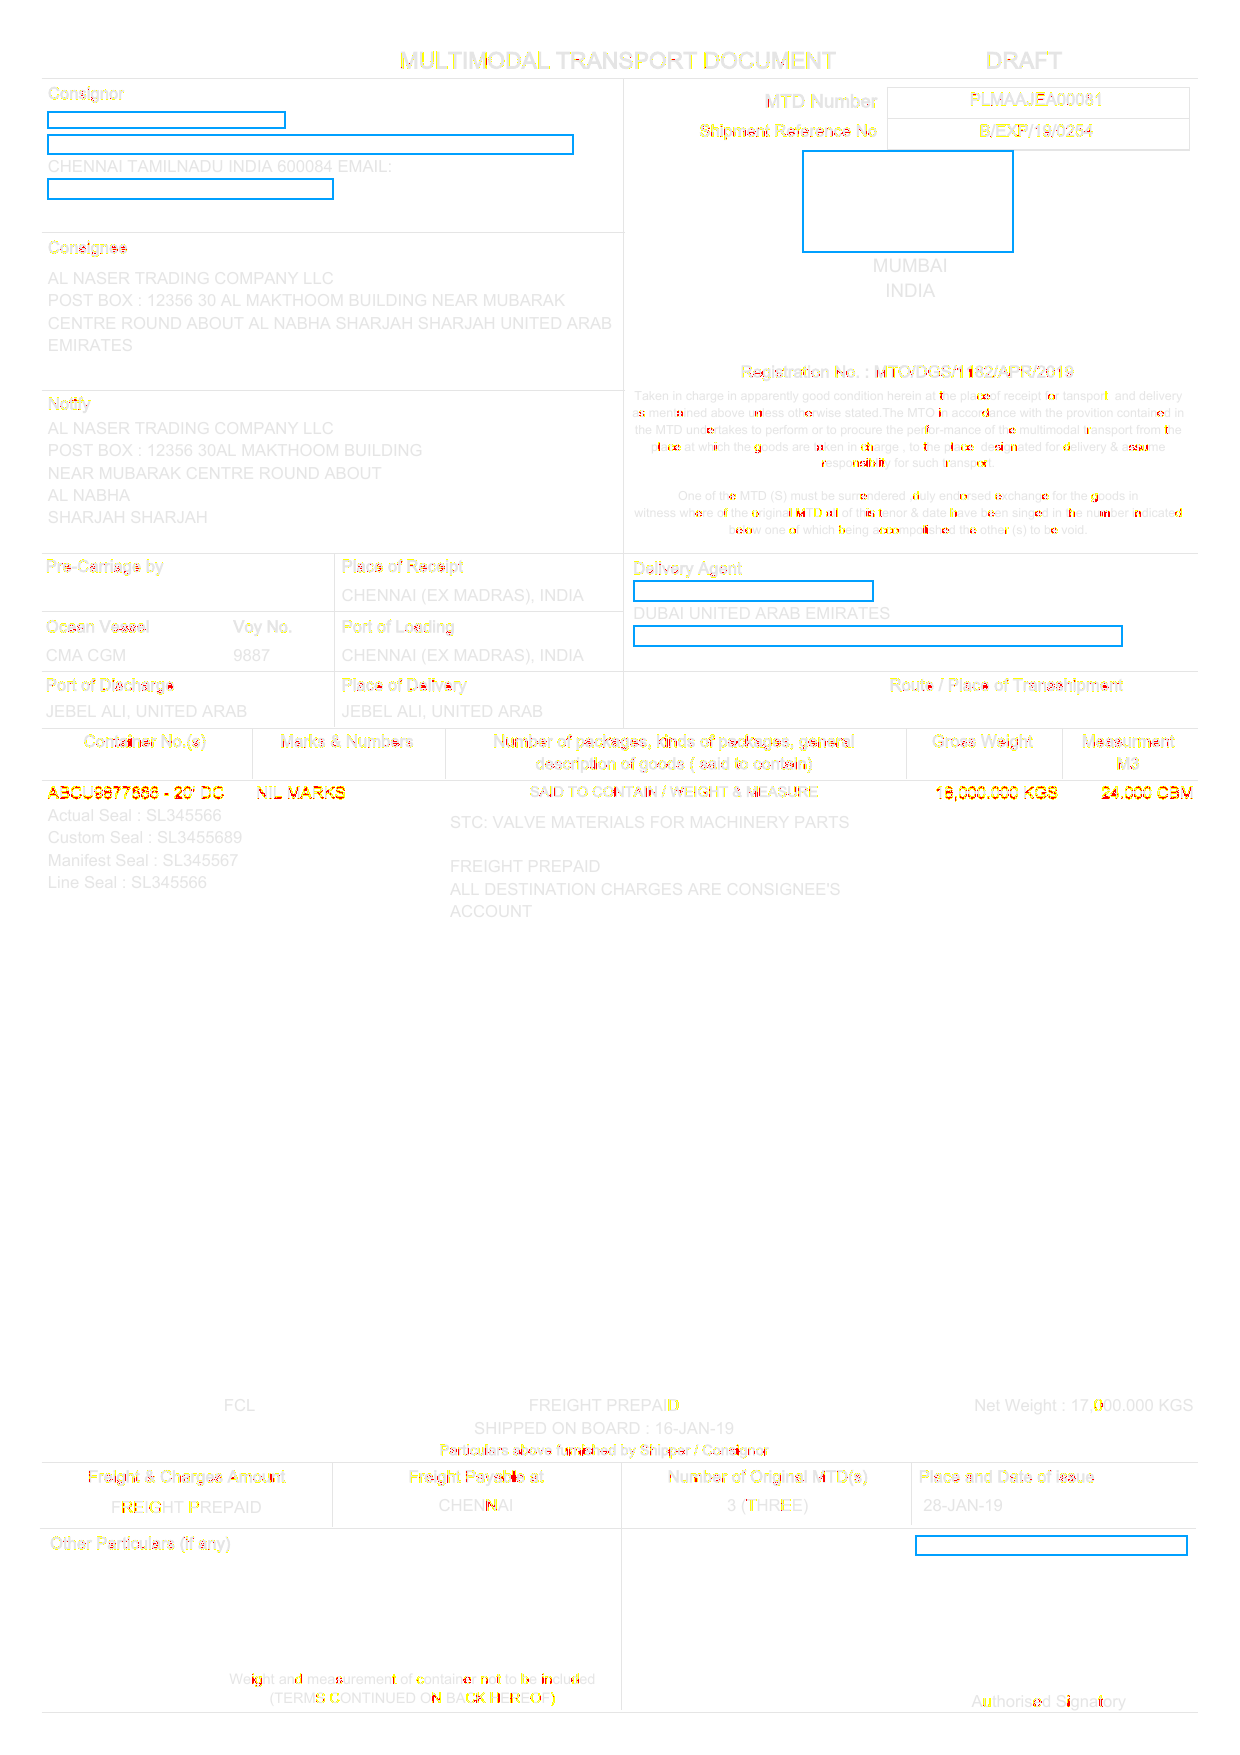 MULTIMODAL TRANSPORT DOCUMENT DRAFT
Consignor
MTD Number PLMAAJEA00081
Shipment Reference No B/EXP/19/0254
CHENNAI TAMILNADU INDIA 600084 EMAIL:
MUMBAI
INDIA
Consignee
AL NASER TRADING COMPANY LLC
POST BOX : 12356 30 AL MAKTHOOM BUILDING NEAR MUBARAK
CENTRE ROUND ABOUT AL NABHA SHARJAH SHARJAH UNITED ARAB
EMIRATES
Registration No. : MTO/DGS/1182/APR/2019
Taken in charge in apparently good condition herein at the place of receipt for tansport and delivery
as mentioned above unless otherwise stated.The MTO in accordance with the provition contained in
the MTD undertakes to perform or to procure the perfor-mance of the multimodal transport from the
place at which the goods are taken in charge , to the place designated for delivery & assume
responsibility for such transport.
One of the MTD (S) must be surrendered duly endorsed exchange for the goods in
witness where of the original MTD all of this tenor & date have been singed in the number indicated
below one of which being accompolished the other (s) to be void.
Notify
AL NASER TRADING COMPANY LLC
POST BOX : 12356 30AL MAKTHOOM BUILDING
NEAR MUBARAK CENTRE ROUND ABOUT
AL NABHA
SHARJAH SHARJAH
Pre-Carriage by Place of Receipt
CHENNAI (EX MADRAS), INDIA
Delivery Agent
DUBAI UNITED ARAB EMIRATES
Ocean Vessel Voy No. Port of Loading
CMA CGM 9887 CHENNAI (EX MADRAS), INDIA
Port of Discharge Place of Delivery Route / Place of Transhipment
JEBEL ALI, UNITED ARAB JEBEL ALI, UNITED ARAB
Container No.(s) Marks & Numbers Number of packages, kinds of packages, general Gross Weight Measurment
description of goods ( said to contain) M3
ABCU9877686 - 20' DC NIL MARKS SAID TO CONTAIN / WEIGHT & MEASURE 18,000.000 KGS 24.000 CBM
Actual Seal : SL345566
Custom Seal : SL3455689
Manifest Seal : SL345567
Line Seal : SL345566
STC: VALVE MATERIALS FOR MACHINERY PARTS
FREIGHT PREPAID
ALL DESTINATION CHARGES ARE CONSIGNEE'S
ACCOUNT
FCL FREIGHT PREPAID Net Weight : 17,000.000 KGS
SHIPPED ON BOARD : 16-JAN-19
Particulars above furnished by Shipper / Consignor
Freight & Charges Amount Freight Payable at Number of Original MTD(s) Place and Date of issue
FREIGHT PREPAID CHENNAI 3 (THREE) 28-JAN-19
Other Particulars (if any)
Weight and measurement of container not to be included
(TERMS CONTINUED ON BACK HEREOF)
Authorised Signatory